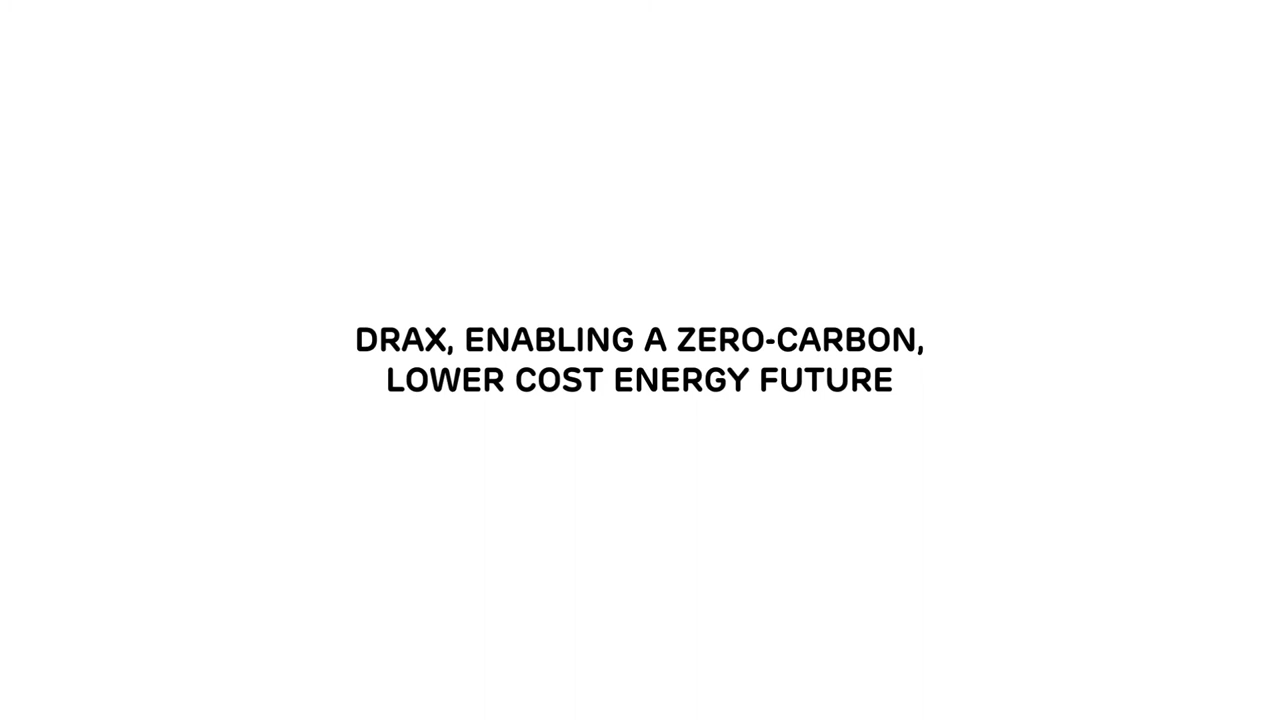 DRAX, ENABLING A ZERO-CARBON,
LOWER COST ENERGY FUTURE